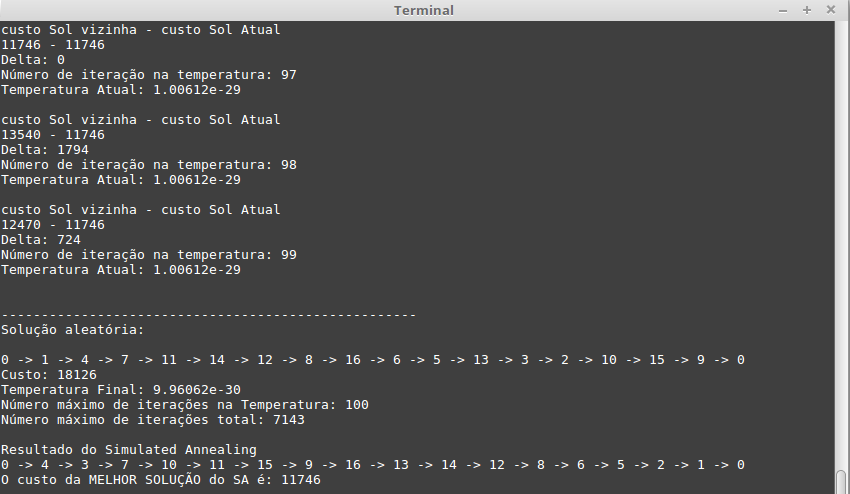 Terminal
custo Sol vizinha - custo Sol Atual
11746 - 11746
Delta: 0
Número de iteração na temperatura: 97
Temperatura Atual: 1.00612e-29
custo Sol vizinha - custo Sol Atual
13540 - 11746
Delta: 1794
Número de iteração na temperatura: 98
Temperatura Atual: 1.00612e-29
custo Sol vizinha - custo Sol Atual
12470 - 11746
Delta: 724
Número de iteração na temperatura: 99
Temperatura Atual: 1.00612e-29
----------------------------------------------------
Solução aleatória:
0 -> 1 -> 4 -> 7 -> 11 -> 14 -> 12 -> 8 -> 16 -> 6 -> 5 -> 13 -> 3 -> 2 -> 10 -> 15 -> 9 -> 0
Custo: 18126
Temperatura Final: 9.96062e-30
Número máximo de iterações na Temperatura: 100
Número máximo de iterações total: 7143
Resultado do Simulated Annealing
0 -> 4 -> 3 -> 7 -> 10 -> 11 -> 15 -> 9 -> 16 -> 13 -> 14 -> 12 -> 8 -> 6 -> 5 -> 2 -> 1 -> 0
O custo da MELHOR SOLUÇÃO do SA é: 11746